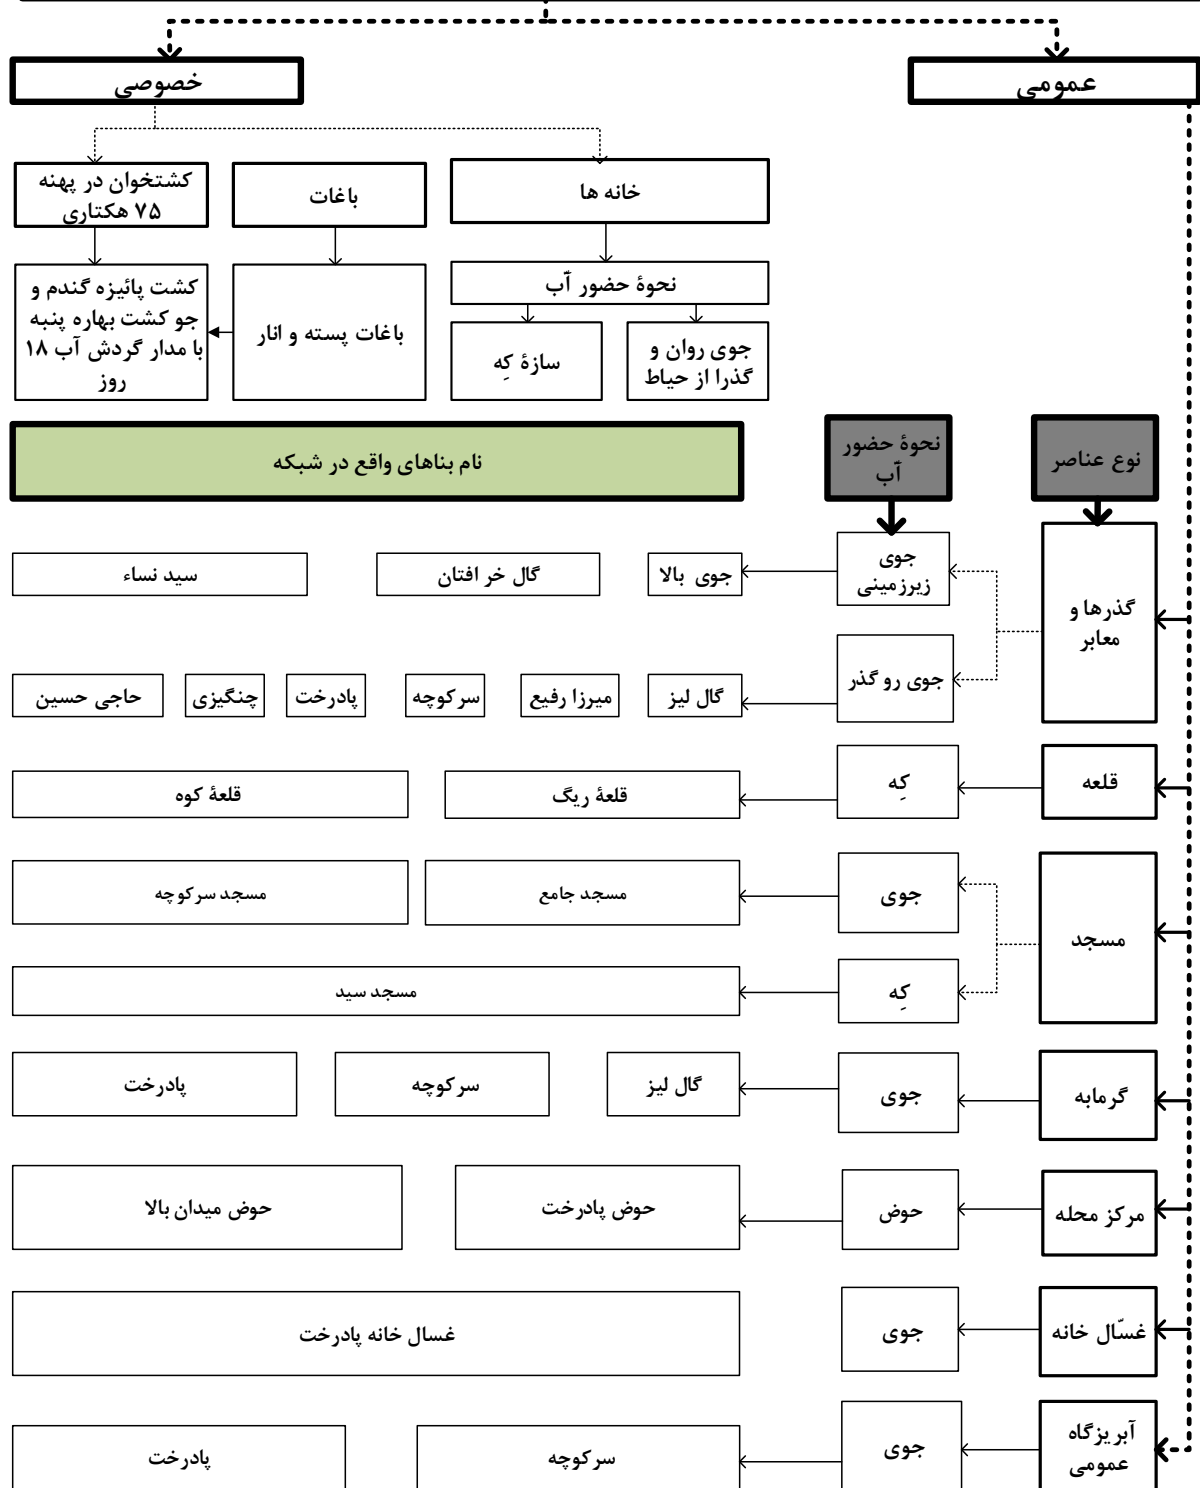 عمومی
خصوصی
خانه ها
باغات
کشتخوان در پهنه
۷۵ هکتاری
نحوۀ حضور آب
جوی روان و
گذرا از حیاط
سازۀ کِه
باغات پسته و انار
کشت پائیزه گندم و
جو کشت بهاره پنبه
با مدار گردش آب ۱۸
روز
نوع عناصر
نحوۀ حضور
آب
نام بناهای واقع در شبکه
گذرها و
معابر
جوی
زیرزمینی
جوی بالا
گال خر افتان
سید نساء
جوی رو گذر
گال لیز
میرزا رفیع
سرکوچه
پادرخت
چنگیزی
حاجی حسین
قلعه
کِه
قلعۀ ریگ
قلعۀ کوه
مسجد
جوی
مسجد جامع
مسجد سرکوچه
کِه
مسجد سید
گرمابه
جوی
گال لیز
سرکوچه
پادرخت
مرکز محله
حوض
حوض پادرخت
حوض میدان بالا
غسّال خانه
جوی
غسال خانه پادرخت
آبریزگاه
عمومی
جوی
سرکوچه
پادرخت